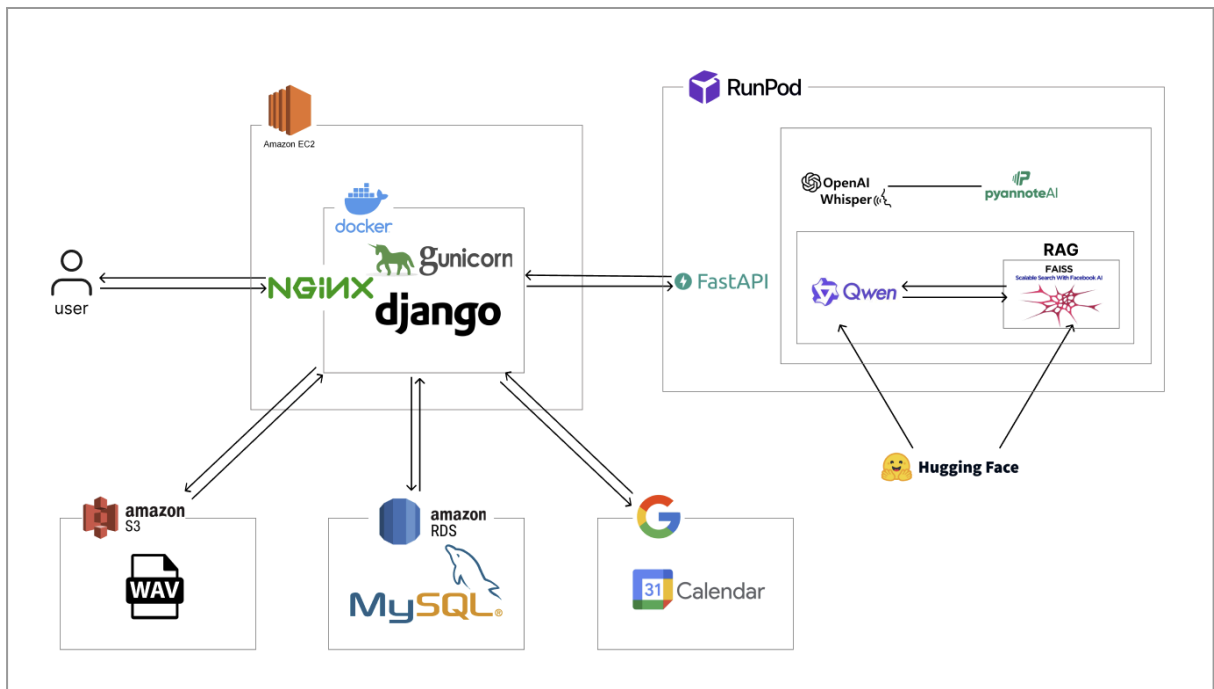 RunPod
Amazon EC2
docker
OpenAI
Whisper
pyannoteAI
gunicorn
NGiNX
django
user
FastAPI
RAG
FAISS
Scalable Search With Facebook AI
Qwen
Hugging Face
amazon
S3
WAV
amazon
RDS
MySQL®
31
Calendar